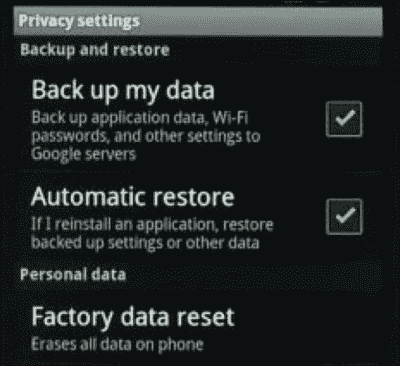 Privacy settings
Backup and restore
Back up my data
Back up application data, Wi-Fi
passwords, and other settings to
Google servers
Automatic restore
If I reinstall an application, restore
backed up settings or other data
Personal data
Factory data reset
Erases all data on phone